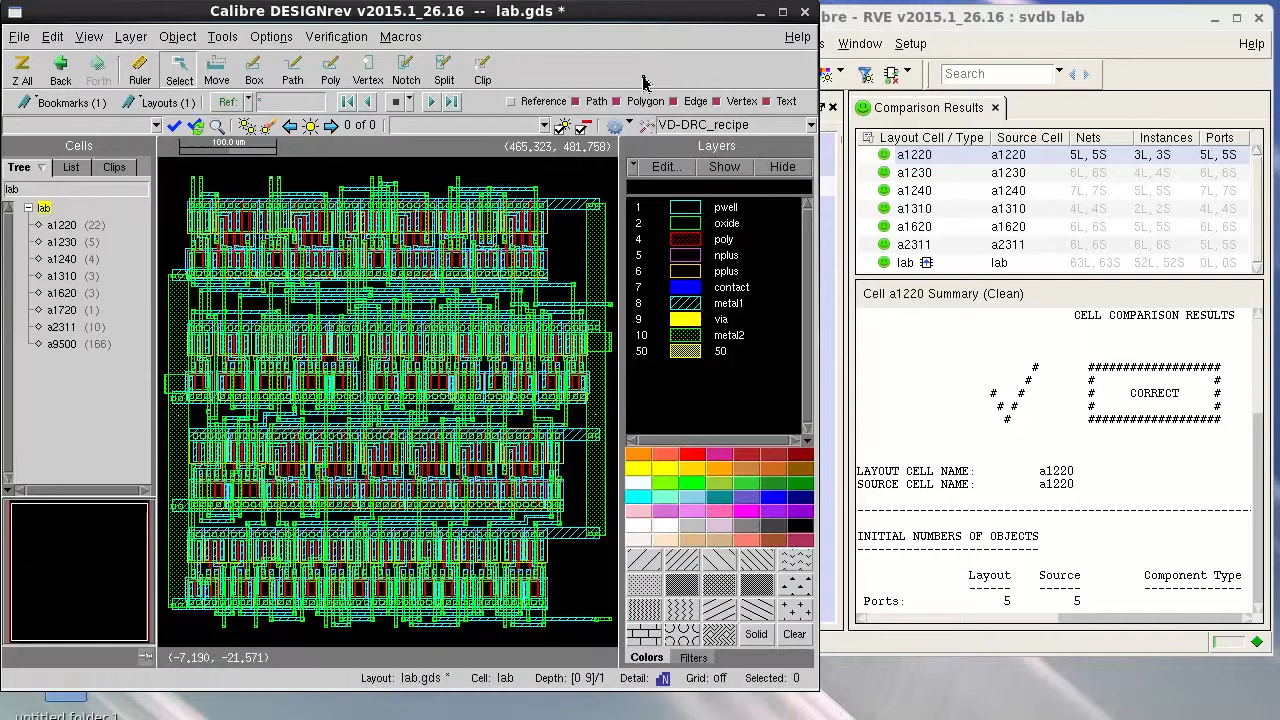 Calibre DESIGNrev v2015.1_26.16 -- lab.gds *
bre - RVE v2015.1_26.16 : svdb lab
File Edit View Layer Object Tools Options Verification Macros Help
s Window Setup Help
Z All Back Forth Ruler Select Move Box Path Poly Vertex Notch Split Clip
Search
Bookmarks (1) Layouts (1) Ref: * Reference Path Polygon Edge Vertex Text
Comparison Results
0 of 0 VD-DRC_recipe
Layout Cell / Type Source Cell Nets Instances Ports
a1220 a1220 5L, 5S 3L, 3S 5L, 5S
a1230 a1230 6L, 6S 4L, 4S 6L, 6S
a1240 a1240 7L, 7S 5L, 5S 7L, 7S
a1310 a1310 4L, 4S 2L, 2S 4L, 4S
a1620 a1620 6L, 6S 6L, 6S 4L, 4S
a2311 a2311 6L, 6S 6L, 6S 5L, 5S
lab lab 63L, 63S 52L, 52S 0L, 0S
Cells
100.0 um
(465.323, 481.758)
Layers
Tree List Clips
Edit... Show Hide
lab
lab
a1220 (22)
a1230 (5)
a1240 (4)
a1310 (3)
a1620 (3)
a1720 (1)
a2311 (10)
a9500 (166)
1 pwell
2 oxide
4 poly
5 nplus
6 pplus
7 contact
8 metal1
9 via
10 metal2
50 50
Cell a1220 Summary (Clean)
CELL COMPARISON RESULTS
# ###################
# # #
# # # CORRECT #
# # # #
# ###################
LAYOUT CELL NAME: a1220
SOURCE CELL NAME: a1220
INITIAL NUMBERS OF OBJECTS
Layout Source Component Type
Ports: 5 5
Solid Clear
Colors Filters
(-7.190, -21.571)
Layout: lab.gds * Cell: lab Depth: [0 9]/1 Detail: Grid: off Selected: 0
untitled folder 1